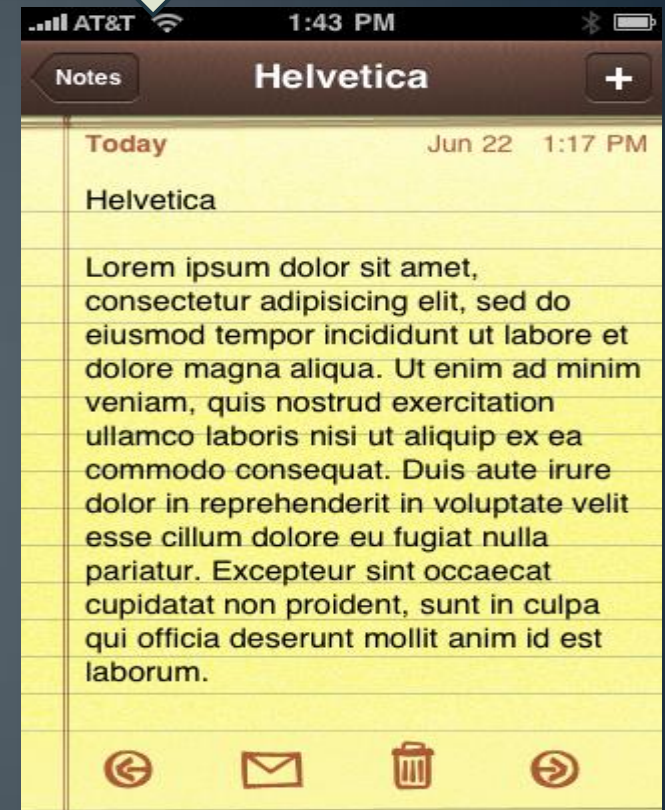 AT&T 1:43 PM
Notes Helvetica +
Today Jun 22 1:17 PM
Helvetica
Lorem ipsum dolor sit amet,
consectetur adipisicing elit, sed do
eiusmod tempor incididunt ut labore et
dolore magna aliqua. Ut enim ad minim
veniam, quis nostrud exercitation
ullamco laboris nisi ut aliquip ex ea
commodo consequat. Duis aute irure
dolor in reprehenderit in voluptate velit
esse cillum dolore eu fugiat nulla
pariatur. Excepteur sint occaecat
cupidatat non proident, sunt in culpa
qui officia deserunt mollit anim id est
laborum.